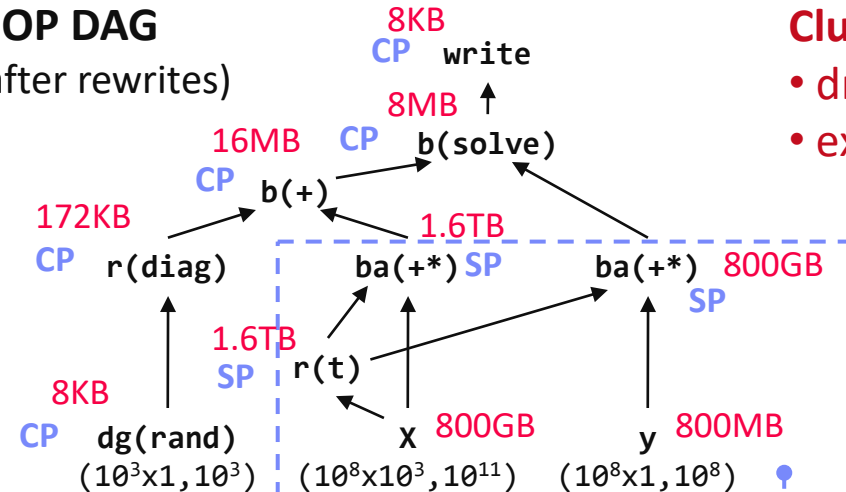 OP DAG
after rewrites)
8KB
CP write
Clu
• dr
• ex
8MB
CP b(solve)
16MB
CP b(+)
172KB
CP r(diag)
1.6TB
ba(+*) SP
ba(+*) 800GB
SP
1.6TB
SP r(t)
8KB
CP dg(rand)
X 800GB
y 800MB
(10³x1,10³) (10⁸x10³,10¹¹) (10⁸x1,10⁸)